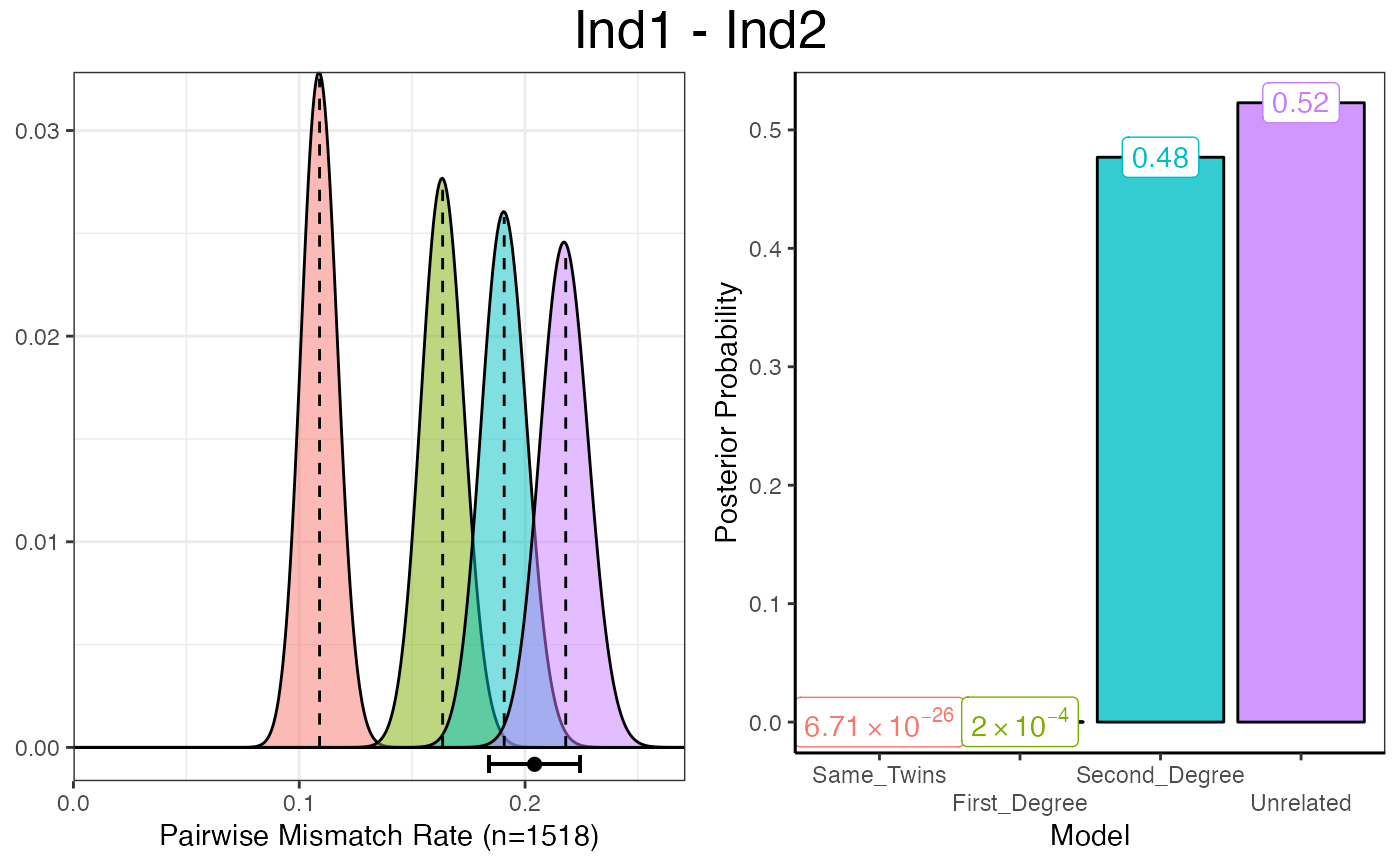 Ind1 - Ind2
0.03
0.02
0.01
0.00
0.0 0.1 0.2
Pairwise Mismatch Rate (n=1518)
Posterior Probability
0.5
0.4
0.3
0.2
0.1
0.0
6.71 × 10⁻²⁶
2 × 10⁻⁴
0.48
0.52
Same_Twins
First_Degree
Second_Degree
Unrelated
Model